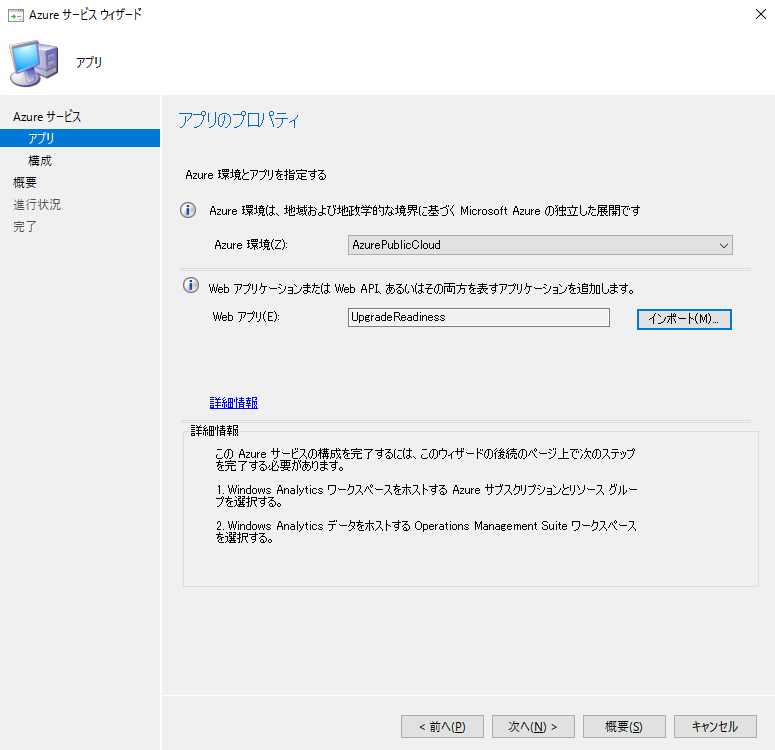 Azure サービス ウィザード
アプリ
Azure サービス
アプリ
構成
概要
進行状況
完了
アプリのプロパティ
Azure 環境とアプリを指定する
Azure 環境は、地域および地政学的な境界に基づく Microsoft Azure の独立した展開です
Azure 環境(Z):
AzurePublicCloud
Web アプリケーションまたは Web API、あるいはその両方を表すアプリケーションを追加します。
Web アプリ(E):
UpgradeReadiness
インポート(M)...
詳細情報
詳細情報
この Azure サービスの構成を完了するには、このウィザードの後続のページ上で次のステップ
を完了する必要があります。
1. Windows Analytics ワークスペースをホストする Azure サブスクリプションとリソース グルー
プを選択する。
2. Windows Analytics データをホストする Operations Management Suite ワークスペース
を選択する。
< 前へ(P)
次へ(N) >
概要(S)
キャンセル